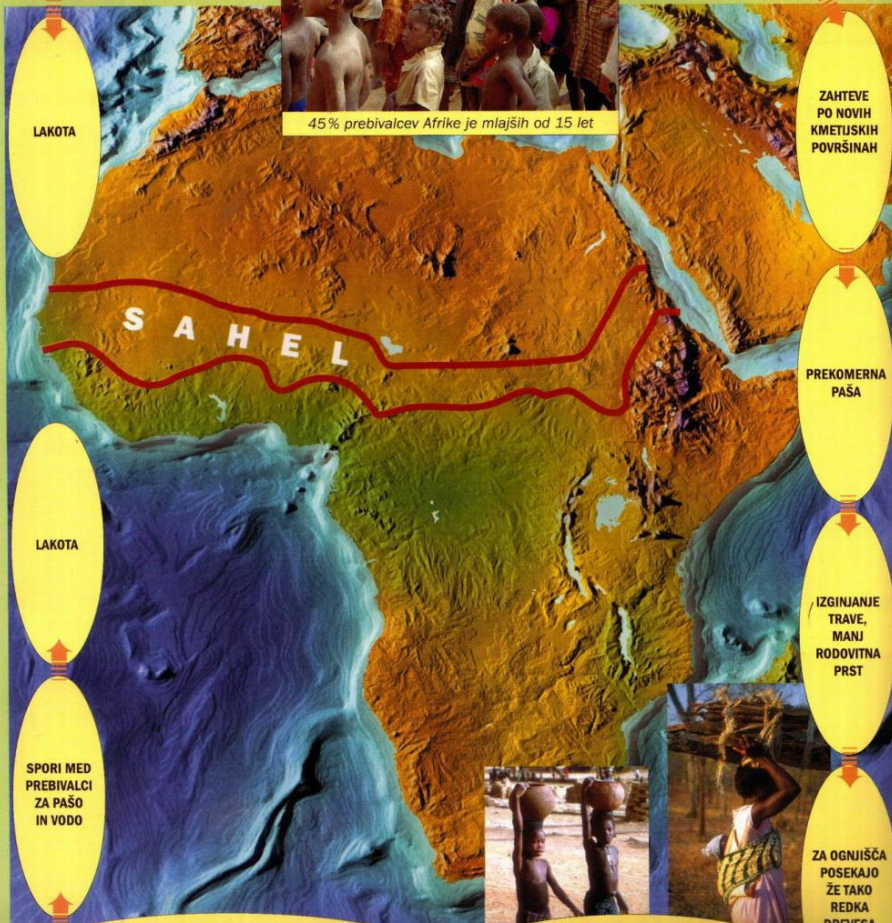 45% prebivalcev Afrike je mlajših od 15 let
LAKOTA
ZAHTEVE
PO NOVIH
KMETIJSKIH
POVRŠINAH
SAHEL
PREKOMERNA
PAŠA
LAKOTA
IZGINJANJE
TRAVE,
MANJ
RODOVITNA
PRST
SPORI MED
PREBIVALCI
ZA PAŠO
IN VODO
ZA OGNJIŠČA
POSEKAJO
ŽE TAKO
REDKA
DREVESA